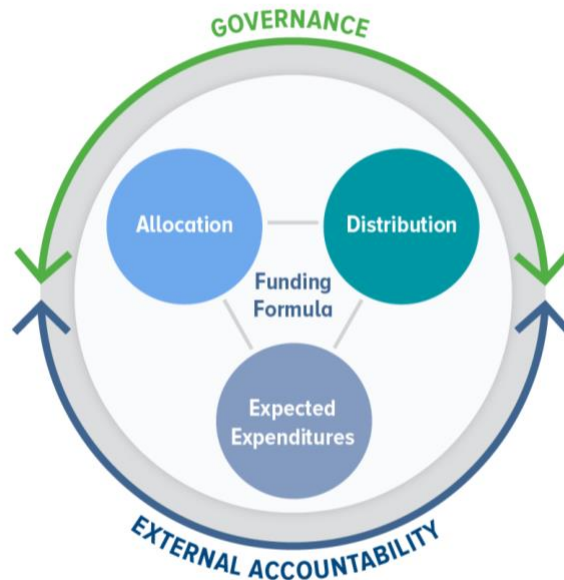 GOVERNANCE
Allocation
Distribution
Funding
Formula
Expected
Expenditures
EXTERNAL ACCOUNTABILITY